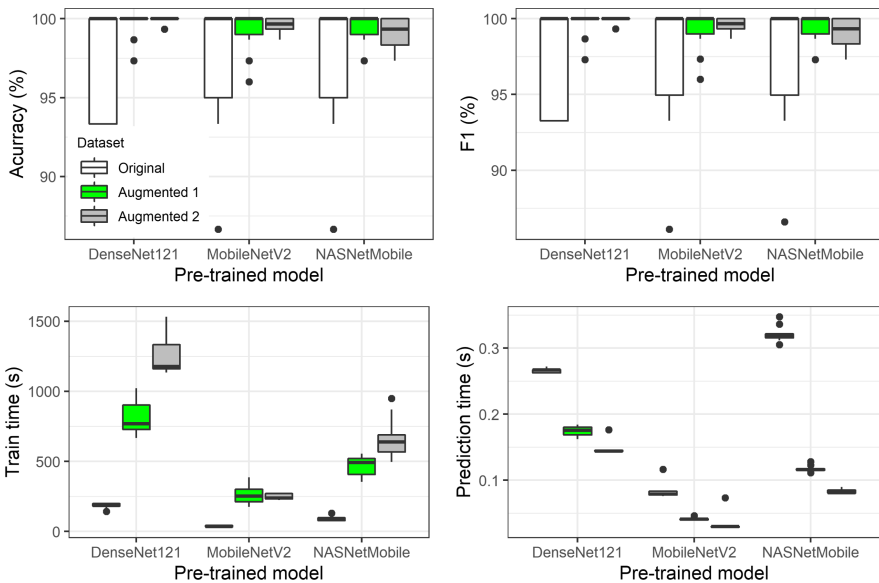 100
95
90
Acurracy (%)
Dataset
Original
Augmented 1
Augmented 2
DenseNet121 MobileNetV2 NASNetMobile
Pre-trained model
100
95
90
F1 (%)
DenseNet121 MobileNetV2 NASNetMobile
Pre-trained model
1500
1000
500
0
Train time (s)
DenseNet121 MobileNetV2 NASNetMobile
Pre-trained model
0.3
0.2
0.1
Prediction time (s)
DenseNet121 MobileNetV2 NASNetMobile
Pre-trained model